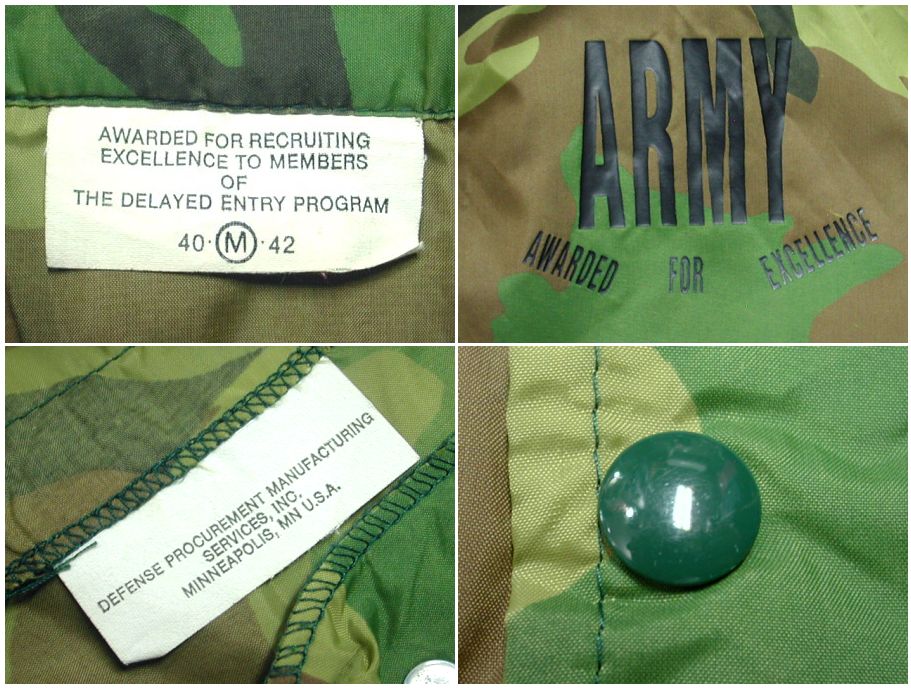 AWARDED FOR RECRUITING
EXCELLENCE TO MEMBERS
OF
THE DELAYED ENTRY PROGRAM
40·Ⓜ·42
ARMY
AWARDED FOR EXCELLENCE
DEFENSE PROCUREMENT MANUFACTURING
SERVICES, INC.
MINNEAPOLIS, MN U.S.A.